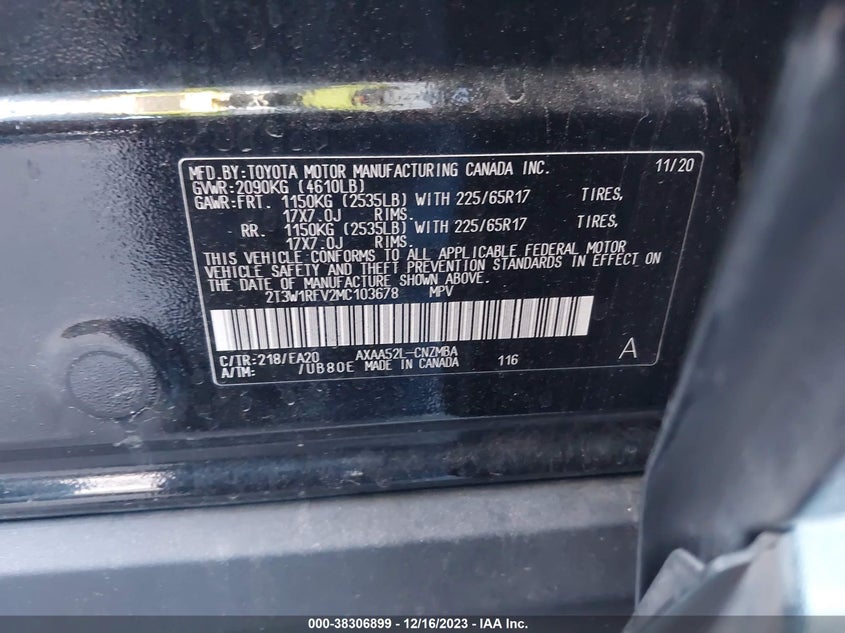 MFD.BY:TOYOTA MOTOR MANUFACTURING CANADA INC. 11/20
GVWR:2090KG (4610LB)
GAWR:FRT. 1150KG (2535LB) WITH 225/65R17 TIRES,
17X7.0J RIMS.
RR. 1150KG (2535LB) WITH 225/65R17 TIRES,
17X7.0J RIMS.
THIS VEHICLE CONFORMS TO ALL APPLICABLE FEDERAL MOTOR
VEHICLE SAFETY AND THEFT PREVENTION STANDARDS IN EFFECT ON
THE DATE OF MANUFACTURE SHOWN ABOVE.
2T3W1RFV2MC103678 MPV
C/TR:218/EA20 AXAA52L-CNZMBA A
A/TM: /UB80E MADE IN CANADA 116
000-38306899 - 12/16/2023 - IAA Inc.